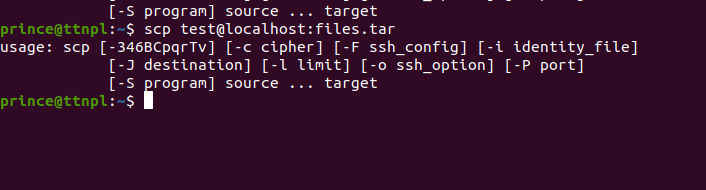 [-S program] source ... target
prince@ttnpl:~$ scp test@localhost:files.tar
usage: scp [-346BCpqrTv] [-c cipher] [-F ssh_config] [-i identity_file]
[-J destination] [-l limit] [-o ssh_option] [-P port]
[-S program] source ... target
prince@ttnpl:~$